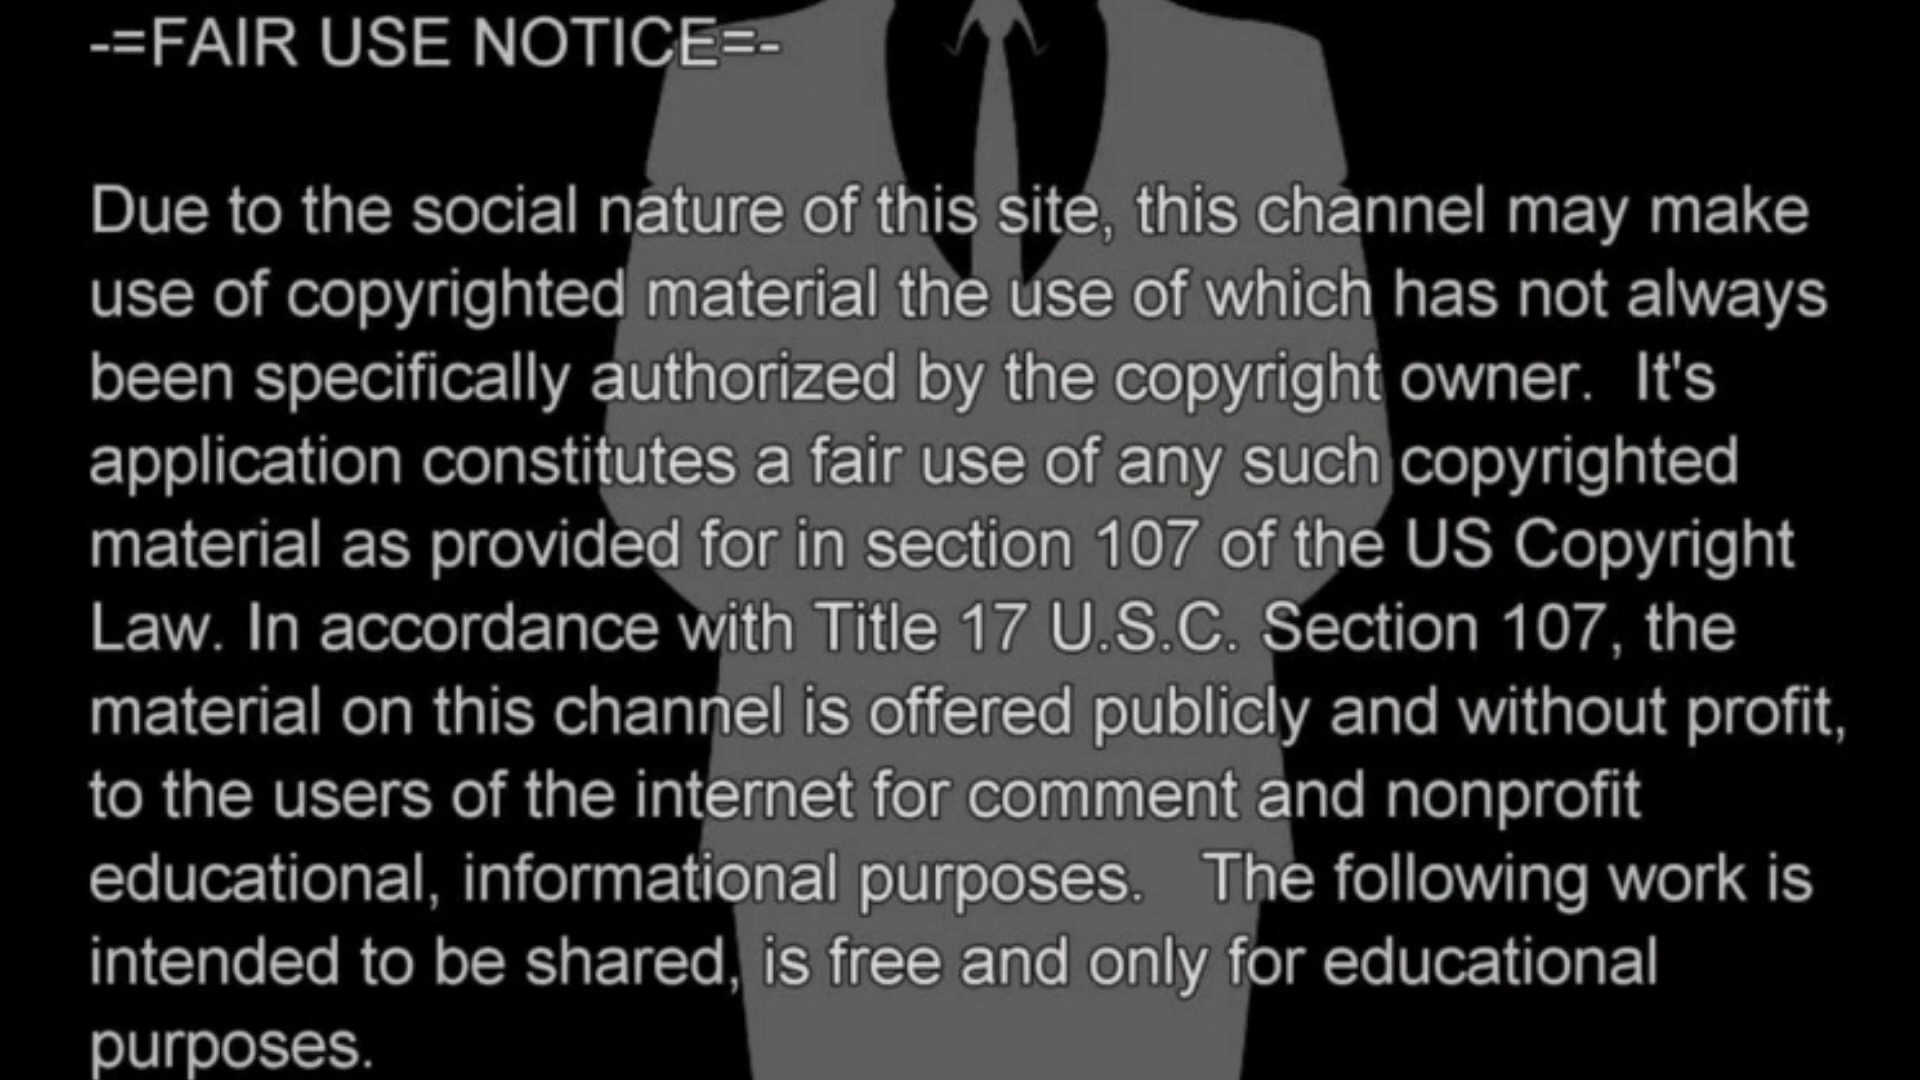 -=FAIR USE NOTICE=-
Due to the social nature of this site, this channel may make
use of copyrighted material the use of which has not always
been specifically authorized by the copyright owner.  It's
application constitutes a fair use of any such copyrighted
material as provided for in section 107 of the US Copyright
Law. In accordance with Title 17 U.S.C. Section 107, the
material on this channel is offered publicly and without profit,
to the users of the internet for comment and nonprofit
educational, informational purposes.   The following work is
intended to be shared, is free and only for educational
purposes.